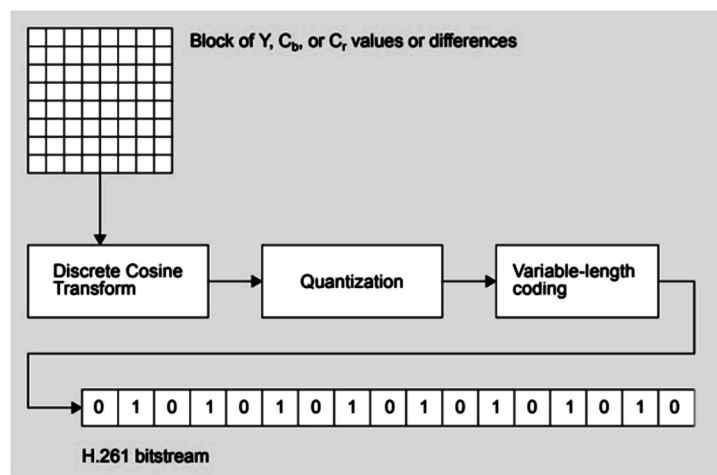 Block of Y, Cb, or Cr values or differences
Discrete Cosine
Transform
Quantization
Variable-length
coding
0 1 0 1 0 1 0 1 0 1 0 1 0 1 0 1 0
H.261 bitstream